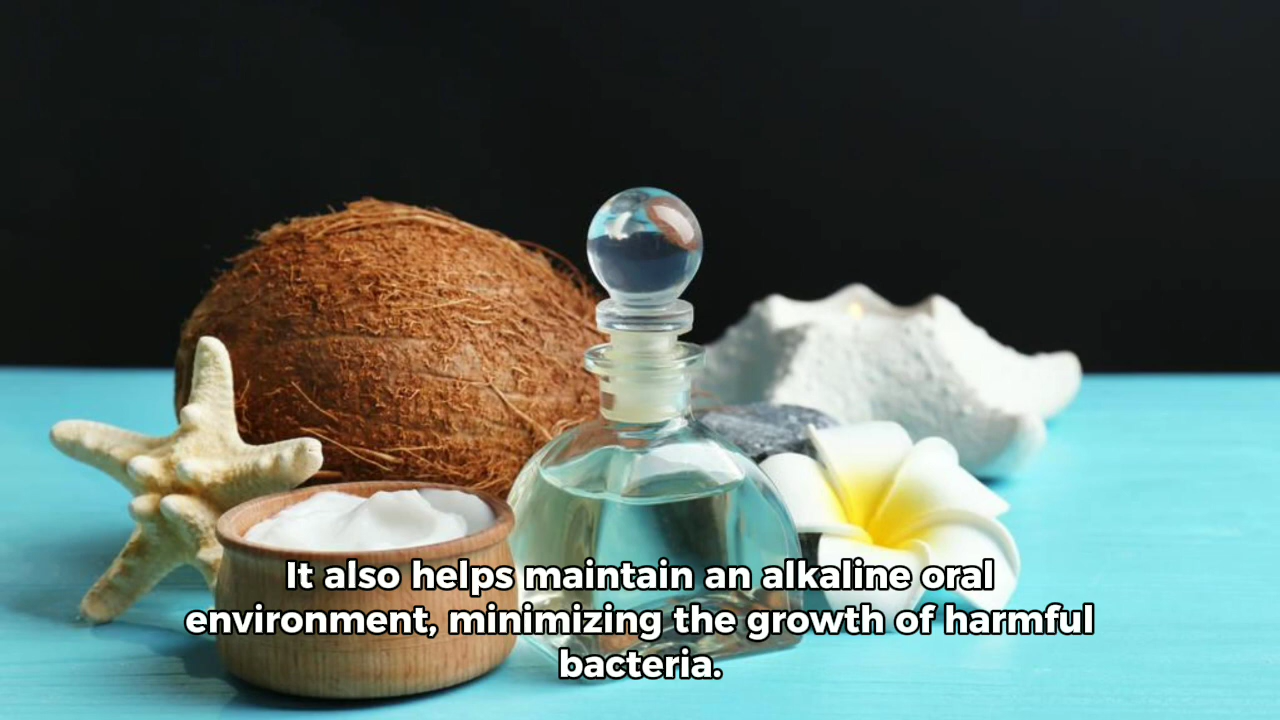 It also helps maintain an alkaline oral
environment, minimizing the growth of harmful
bacteria.